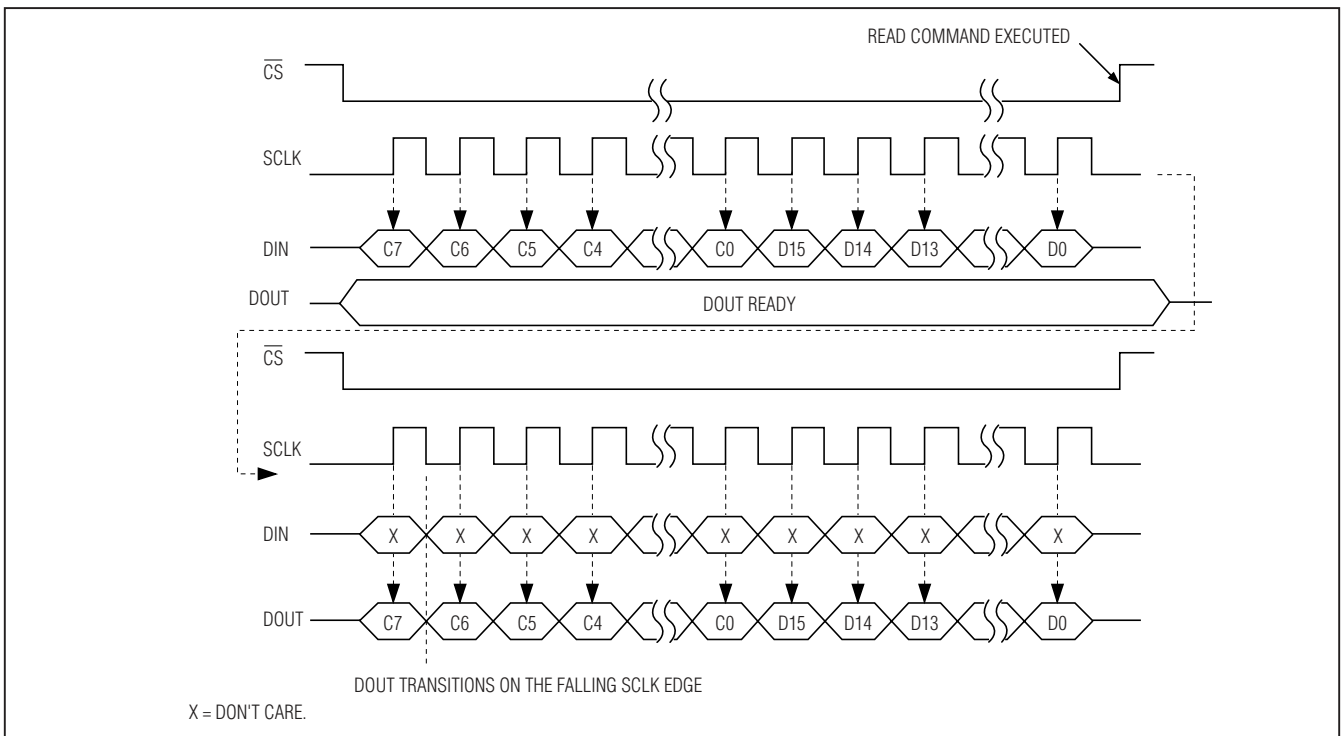 READ COMMAND EXECUTED
CS
SCLK
DIN C7 C6 C5 C4 C0 D15 D14 D13 D0
DOUT DOUT READY
CS
SCLK
DIN X X X X X X X X X
DOUT C7 C6 C5 C4 C0 D15 D14 D13 D0
DOUT TRANSITIONS ON THE FALLING SCLK EDGE
X = DON'T CARE.